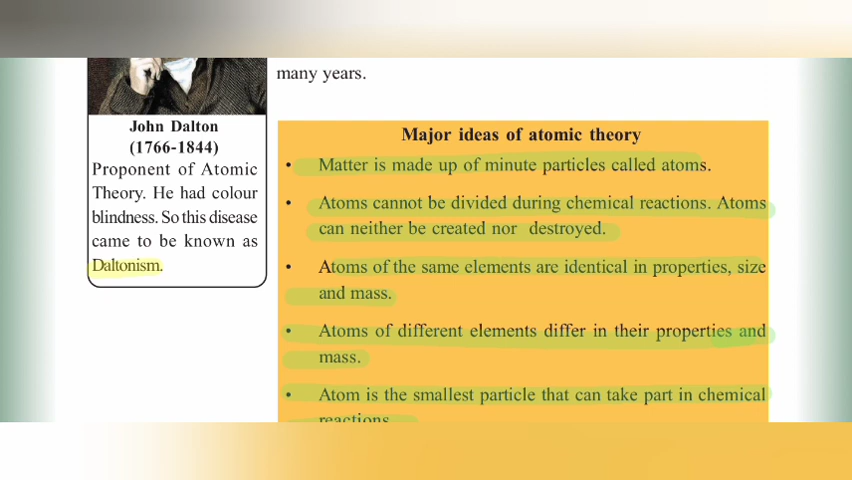 many years.
John Dalton
(1766-1844)
Proponent of Atomic
Theory. He had colour
blindness. So this disease
came to be known as
Daltonism.
Major ideas of atomic theory
• Matter is made up of minute particles called atoms.
• Atoms cannot be divided during chemical reactions. Atoms
can neither be created nor destroyed.
• Atoms of the same elements are identical in properties, size
and mass.
• Atoms of different elements differ in their properties and
mass.
• Atom is the smallest particle that can take part in chemical
reactions.